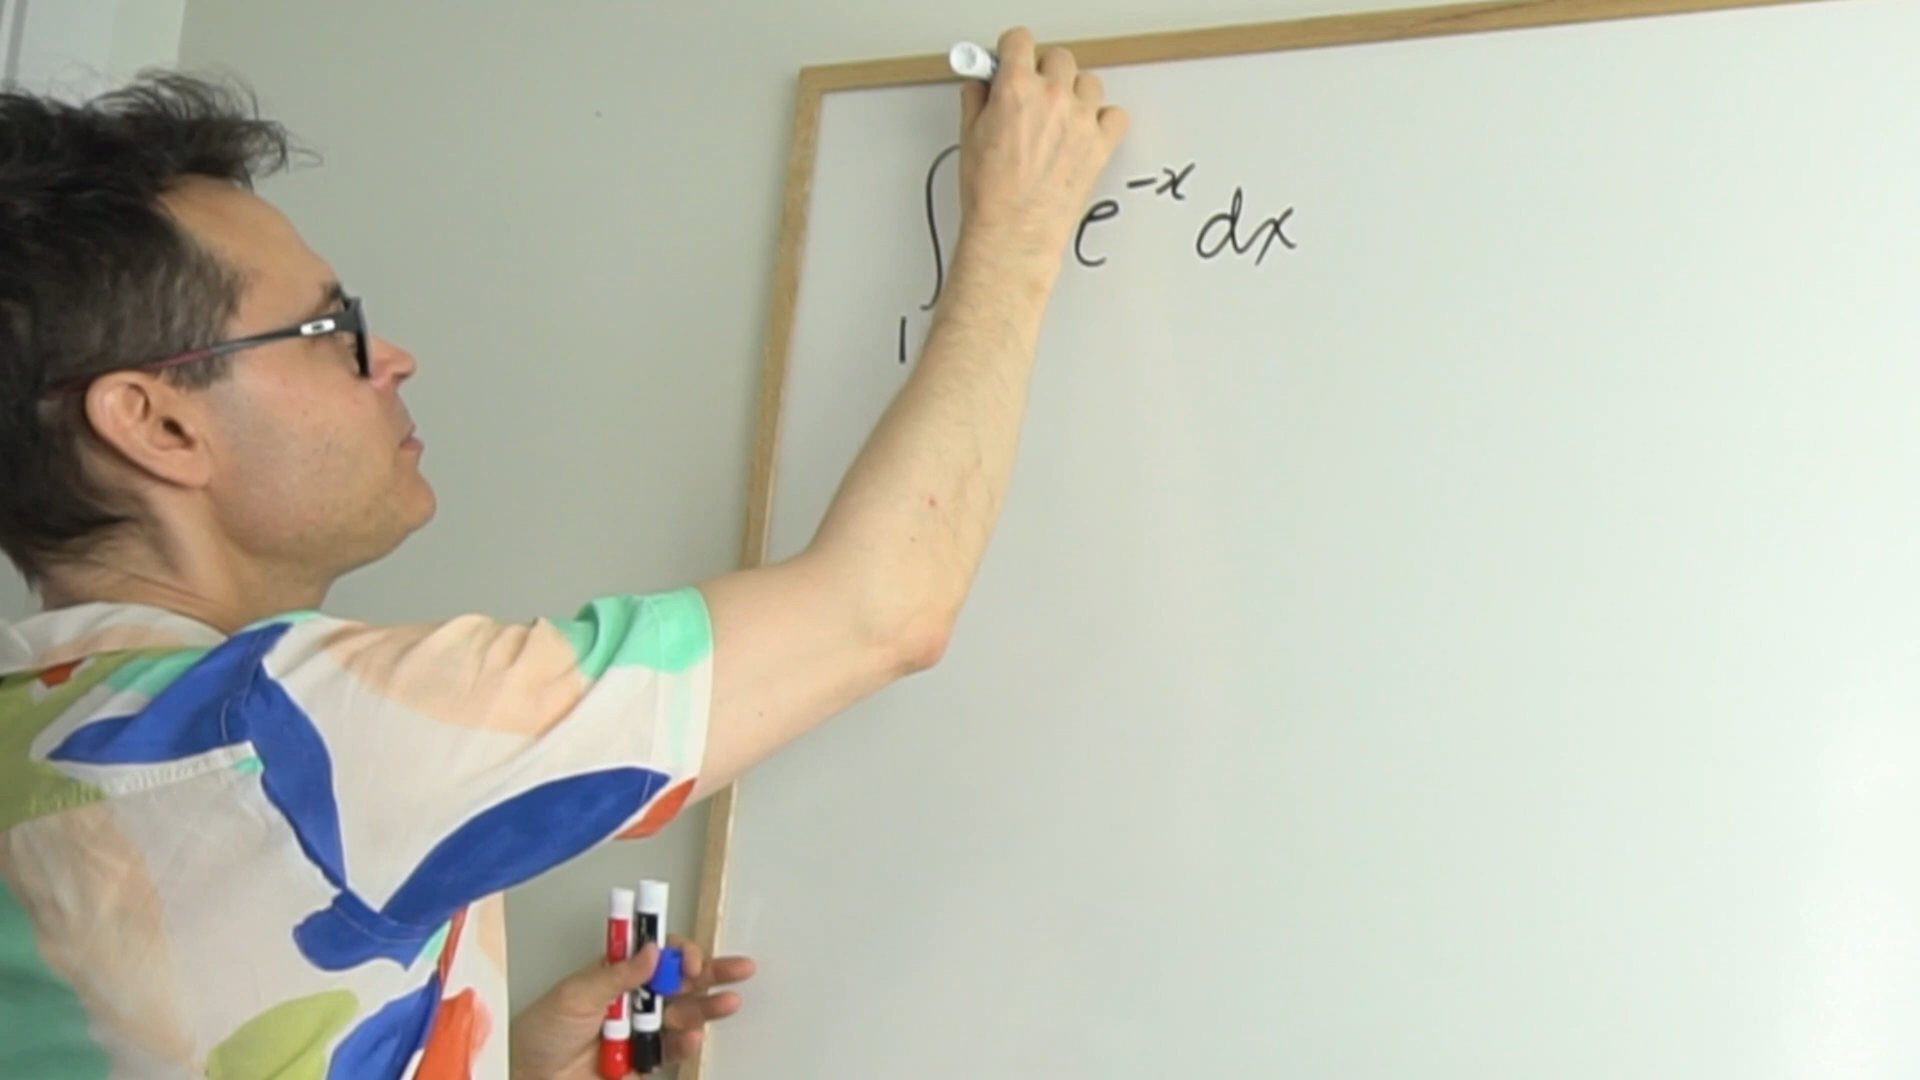 ∫ e^{-x} dx
1